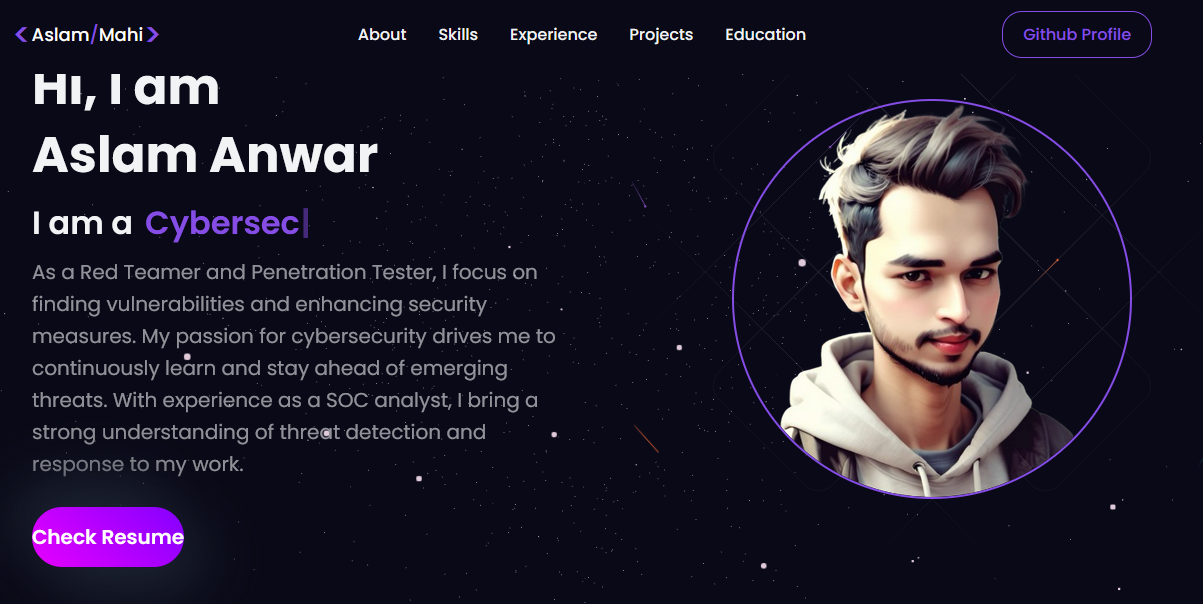 <Aslam/Mahi>
About Skills Experience Projects Education
Github Profile
Hi, I am
Aslam Anwar
I am a Cybersec|
As a Red Teamer and Penetration Tester, I focus on
finding vulnerabilities and enhancing security
measures. My passion for cybersecurity drives me to
continuously learn and stay ahead of emerging
threats. With experience as a SOC analyst, I bring a
strong understanding of threat detection and
response to my work.
Check Resume